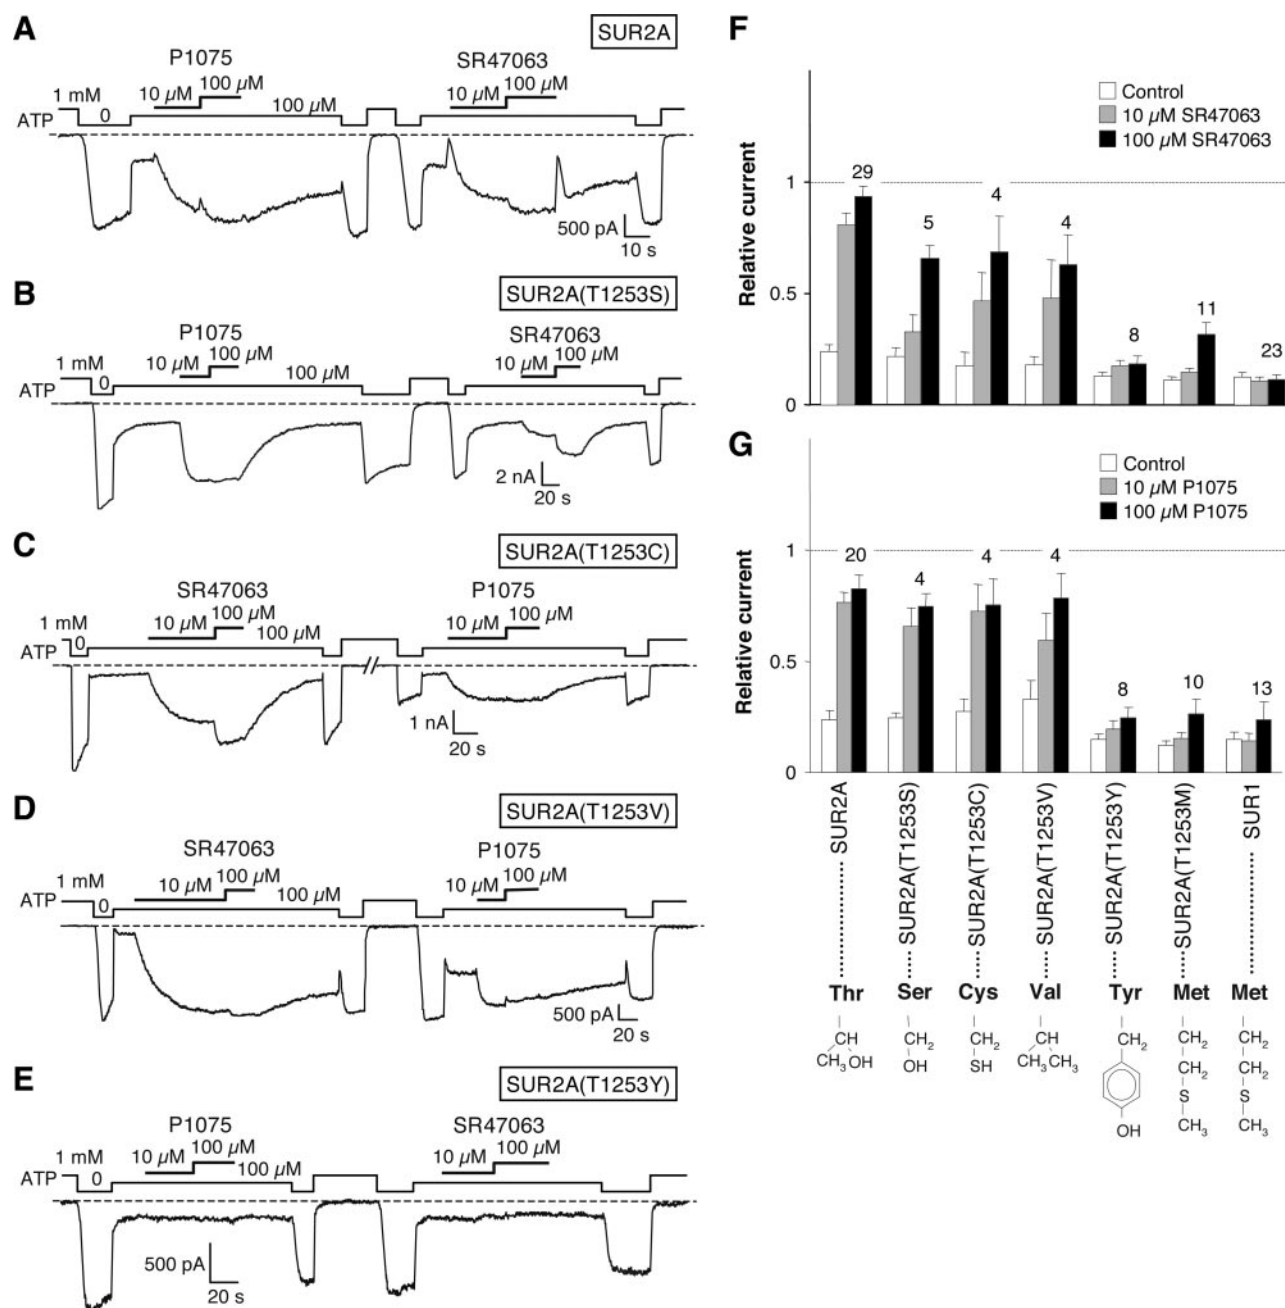 A
SUR2A
P1075
SR47063
10 µM
100 µM
10 µM
100 µM
1 mM
0
100 µM
ATP
500 pA
10 s
B
SUR2A(T1253S)
P1075
SR47063
10 µM
100 µM
10 µM
100 µM
1 mM
0
100 µM
ATP
2 nA
20 s
C
SUR2A(T1253C)
SR47063
P1075
10 µM
100 µM
10 µM
100 µM
1 mM
0
100 µM
ATP
1 nA
20 s
D
SUR2A(T1253V)
SR47063
P1075
10 µM
100 µM
10 µM
100 µM
1 mM
0
100 µM
ATP
500 pA
20 s
E
SUR2A(T1253Y)
P1075
SR47063
10 µM
100 µM
10 µM
100 µM
1 mM
0
100 µM
ATP
500 pA
20 s
F
Control
10 µM SR47063
100 µM SR47063
Relative current
1
0.5
0
29
5
4
4
8
11
23
G
Control
10 µM P1075
100 µM P1075
Relative current
1
0.5
0
20
4
4
4
8
10
13
SUR2A
SUR2A(T1253S)
SUR2A(T1253C)
SUR2A(T1253V)
SUR2A(T1253Y)
SUR2A(T1253M)
SUR1
Thr Ser Cys Val Tyr Met Met
CH
CH3 OH
CH2
OH
CH2
SH
CH
CH3 CH3
CH2
OH
CH2
CH2
S
CH3
CH2
CH2
S
CH3